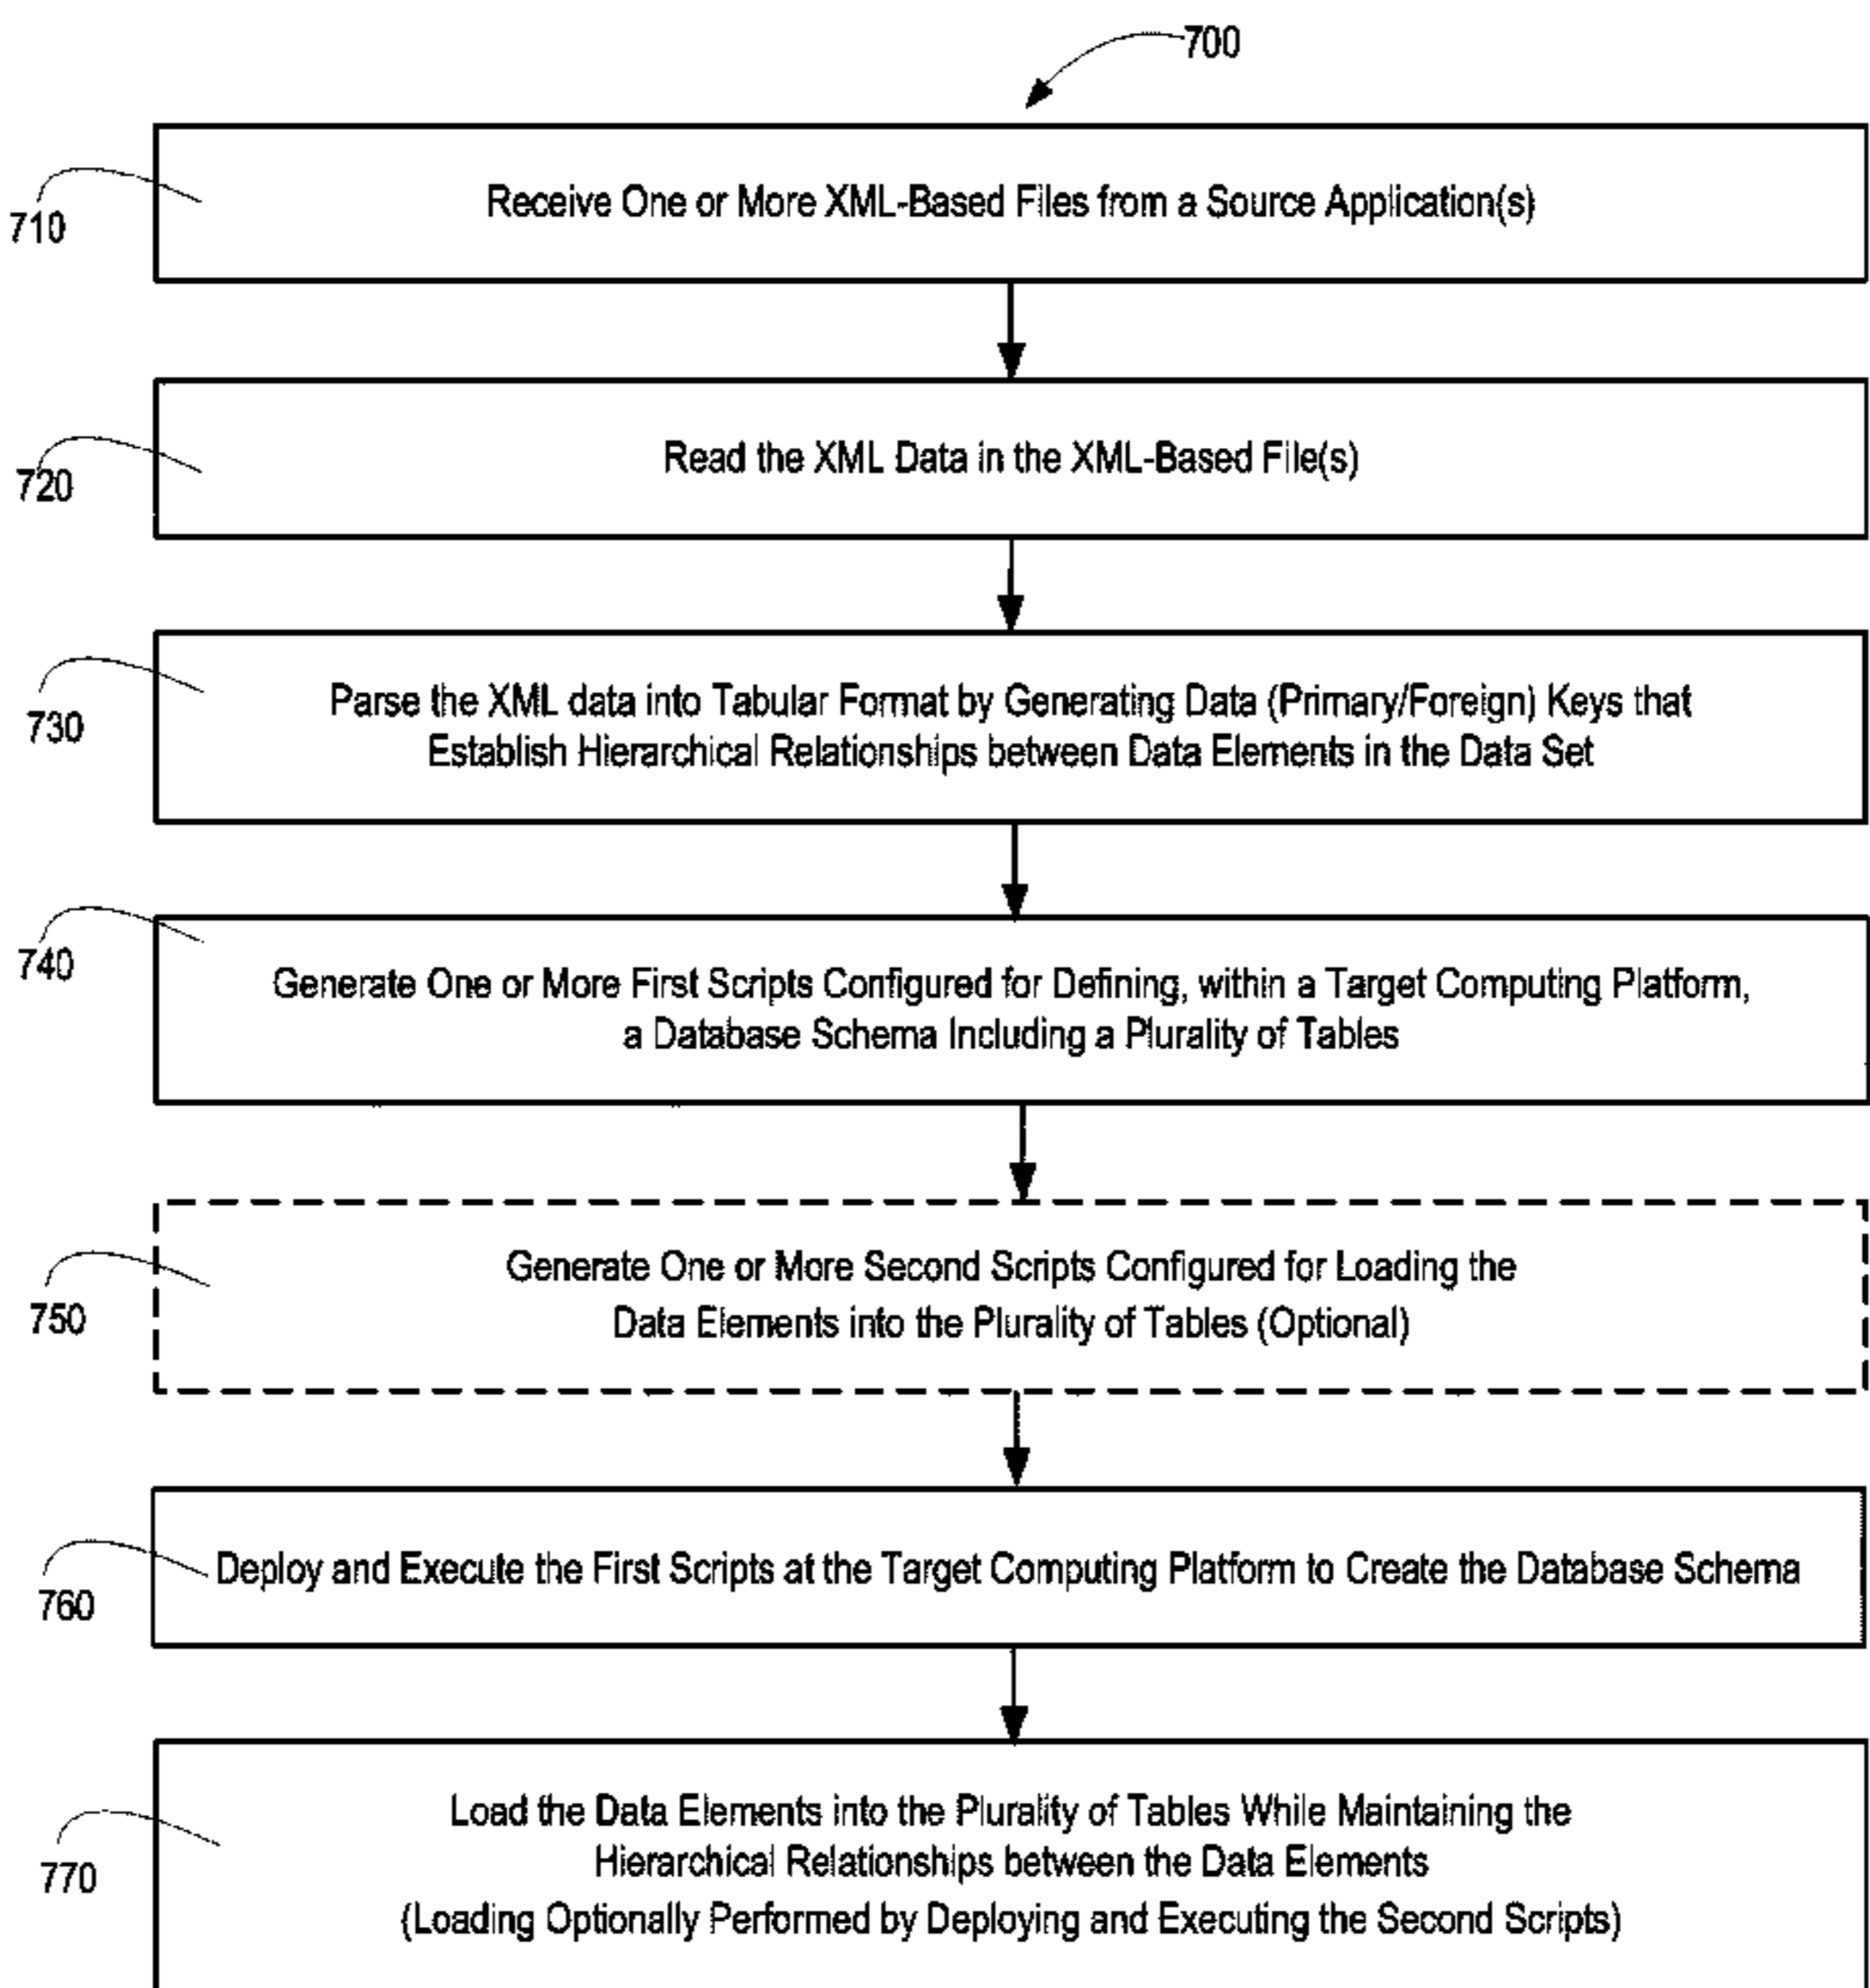 700
710
Receive One or More XML-Based Files from a Source Application(s)
720
Read the XML Data in the XML-Based File(s)
730
Parse the XML data into Tabular Format by Generating Data (Primary/Foreign) Keys that
Establish Hierarchical Relationships between Data Elements in the Data Set
740
Generate One or More First Scripts Configured for Defining, within a Target Computing Platform,
a Database Schema Including a Plurality of Tables
750
Generate One or More Second Scripts Configured for Loading the
Data Elements into the Plurality of Tables (Optional)
760
Deploy and Execute the First Scripts at the Target Computing Platform to Create the Database Schema
770
Load the Data Elements into the Plurality of Tables While Maintaining the
Hierarchical Relationships between the Data Elements
(Loading Optionally Performed by Deploying and Executing the Second Scripts)